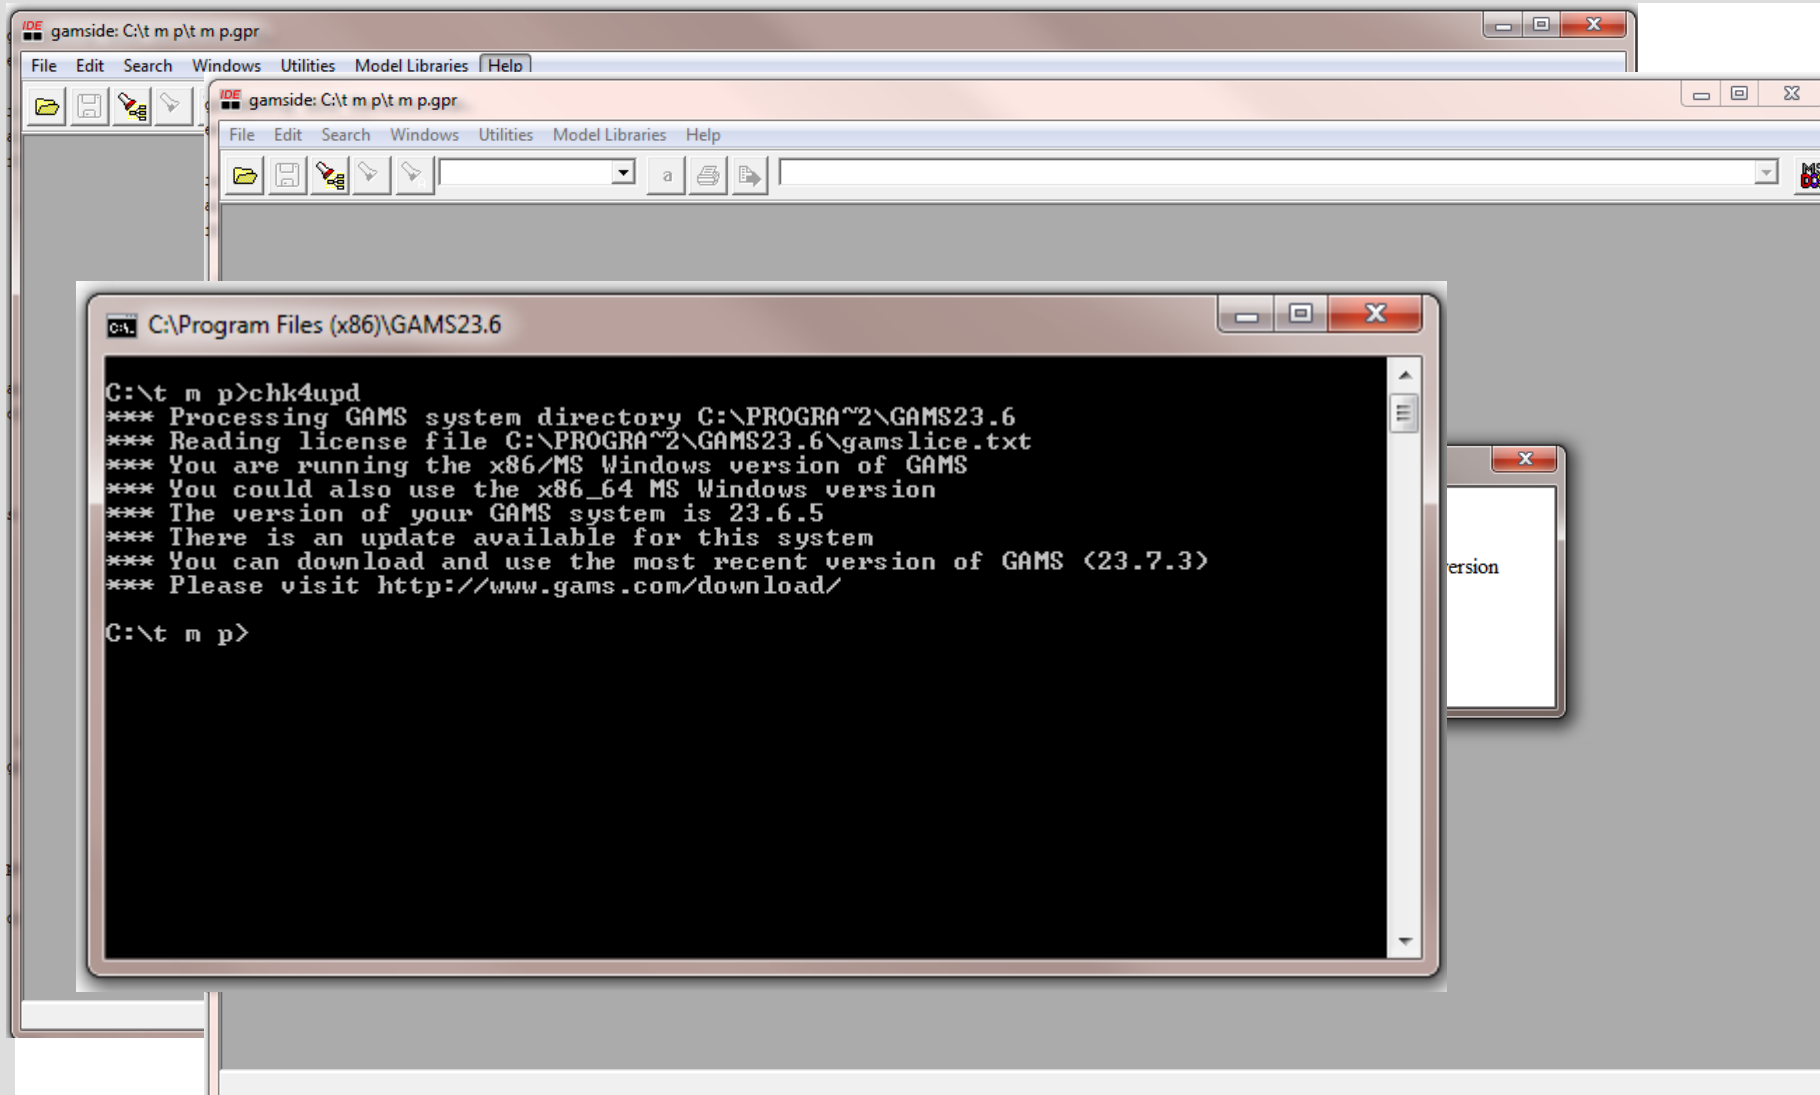 IDE gamside: C:\t m p\t m p.gpr
File Edit Search Windows Utilities Model Libraries Help
IDE gamside: C:\t m p\t m p.gpr
File Edit Search Windows Utilities Model Libraries Help
a
C:\Program Files (x86)\GAMS23.6
C:\t m p>chk4upd
*** Processing GAMS system directory C:\PROGRA~2\GAMS23.6
*** Reading license file C:\PROGRA~2\GAMS23.6\gamslice.txt
*** You are running the x86/MS Windows version of GAMS
*** You could also use the x86_64 MS Windows version
*** The version of your GAMS system is 23.6.5
*** There is an update available for this system
*** You can download and use the most recent version of GAMS (23.7.3)
*** Please visit http://www.gams.com/download/
C:\t m p>
ersion